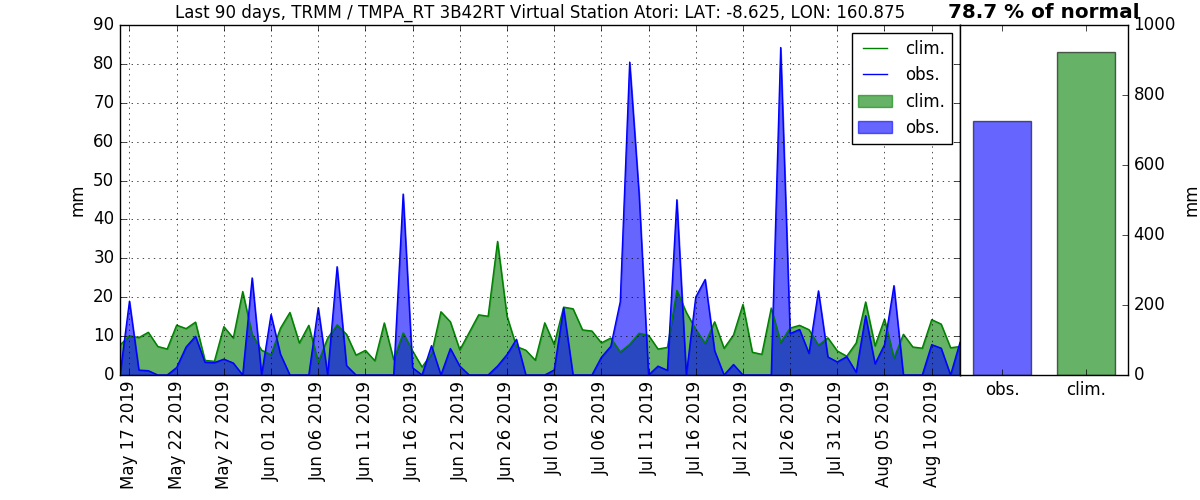 Last 90 days, TRMM / TMPA_RT 3B42RT Virtual Station Atori: LAT: -8.625, LON: 160.875
78.7 % of normal
90
80
70
60
50
40
30
20
10
0
mm
clim.
obs.
clim.
obs.
1000
800
600
400
200
0
mm
obs.
clim.
May 17 2019
May 22 2019
May 27 2019
Jun 01 2019
Jun 06 2019
Jun 11 2019
Jun 16 2019
Jun 21 2019
Jun 26 2019
Jul 01 2019
Jul 06 2019
Jul 11 2019
Jul 16 2019
Jul 21 2019
Jul 26 2019
Jul 31 2019
Aug 05 2019
Aug 10 2019